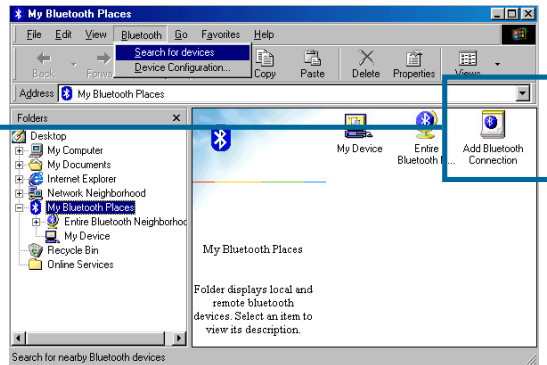 My Bluetooth Places
File Edit View Bluetooth Go Favorites Help
Search for devices
Device Configuration...
Back Copy Paste Delete Properties Views
Address My Bluetooth Places
Folders
Desktop
My Computer
My Documents
Internet Explorer
Network Neighborhood
My Bluetooth Places
Entire Bluetooth Neighborhoo
My Device
Recycle Bin
Online Services
My Device
Entire
Bluetooth N...
Add Bluetooth
Connection
My Bluetooth Places
Folder displays local and
remote bluetooth
devices. Select an item to
view its description.
Search for nearby Bluetooth devices